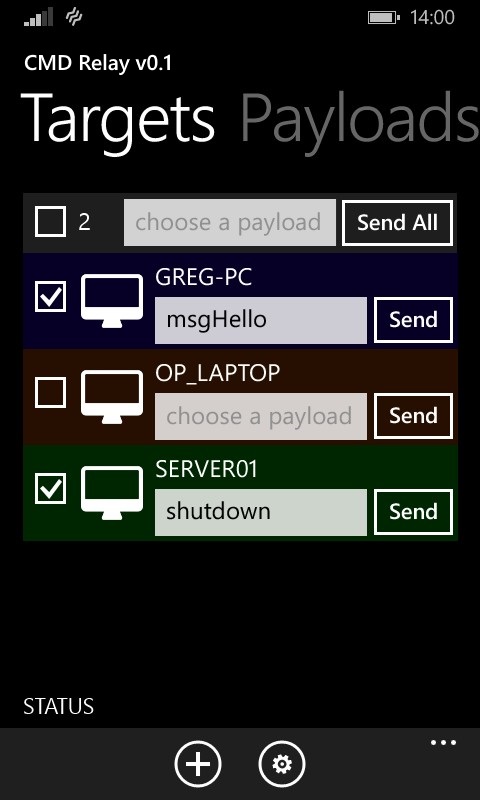 14:00
CMD Relay v0.1
Targets Payloads
2 choose a payload Send All
GREG-PC
msgHello Send
OP_LAPTOP
choose a payload Send
SERVER01
shutdown Send
STATUS